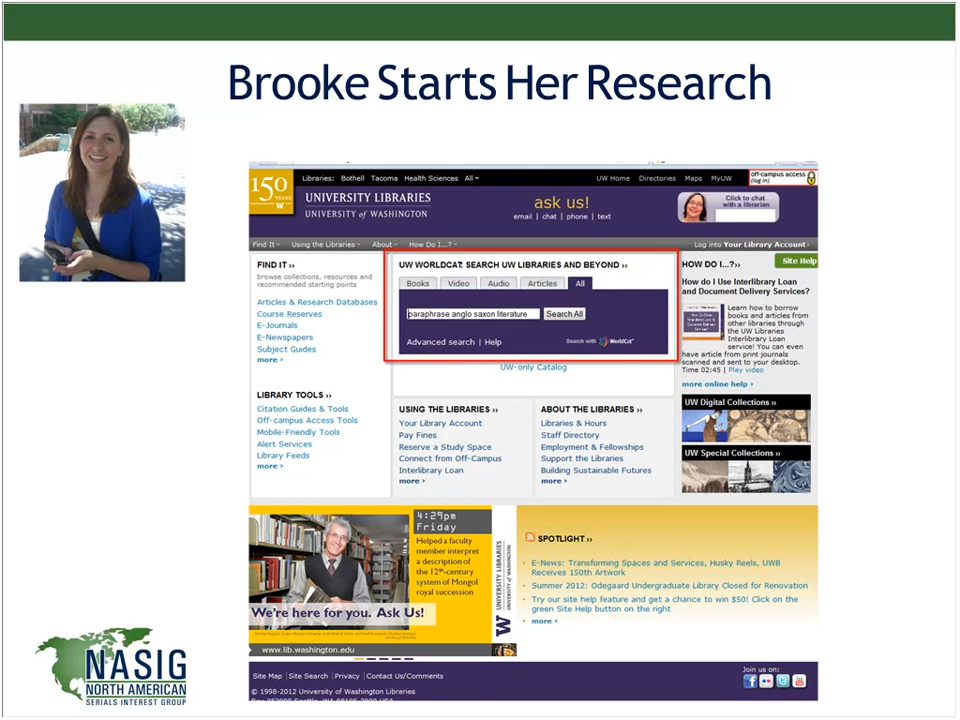 Brooke Starts Her Research
150
YEARS
W
Libraries: Bothell Tacoma Health Sciences All
UW Home Directories Maps MyUW
off-campus access
(log in)
UNIVERSITY LIBRARIES
UNIVERSITY of WASHINGTON
ask us!
email | chat | phone | text
Click to chat
with a librarian
Find It Using the Libraries About How Do I...?
Log into Your Library Account ›
FIND IT ››
browse collections, resources and
recommended starting points
Articles & Research Databases
Course Reserves
E-Journals
E-Newspapers
Subject Guides
more ›
LIBRARY TOOLS ››
Citation Guides & Tools
Off-campus Access Tools
Mobile-Friendly Tools
Alert Services
Library Feeds
more ›
UW WORLDCAT: SEARCH UW LIBRARIES AND BEYOND ››
Books Video Audio Articles All
paraphrase anglo saxon literature Search All
Advanced search | Help
Search with WorldCat
UW-only Catalog
USING THE LIBRARIES ››
Your Library Account
Pay Fines
Reserve a Study Space
Connect from Off-Campus
Interlibrary Loan
more ›
ABOUT THE LIBRARIES ››
Libraries & Hours
Staff Directory
Employment & Fellowships
Support the Libraries
Building Sustainable Futures
more ›
HOW DO I...?››
Site Help
How do I Use Interlibrary Loan
and Document Delivery Services?
Learn how to borrow
books and articles from
other libraries through
the UW Libraries
Interlibrary Loan
service! You can even
have article from print journals
scanned and sent to your desktop.
Time 02:45 | Play video
more online help ›
UW Digital Collections ››
UW Special Collections ››
4:29pm
Friday
Helped a faculty
member interpret
a description of
the 12th-century
system of Mongol
royal succession
We're here for you. Ask Us!
www.lib.washington.edu
UNIVERSITY LIBRARIES
W
SPOTLIGHT ››
E-News: Transforming Spaces and Services, Husky Reels, UWB
Receives 150th Artwork
Summer 2012: Odegaard Undergraduate Library Closed for Renovation
Try our site help feature and get a chance to win $50! Click on the
green Site Help button on the right
more ›
Site Map | Site Search | Privacy | Contact Us/Comments
© 1998-2012 University of Washington Libraries
Join us on:
NASIG
NORTH AMERICAN
SERIALS INTEREST GROUP